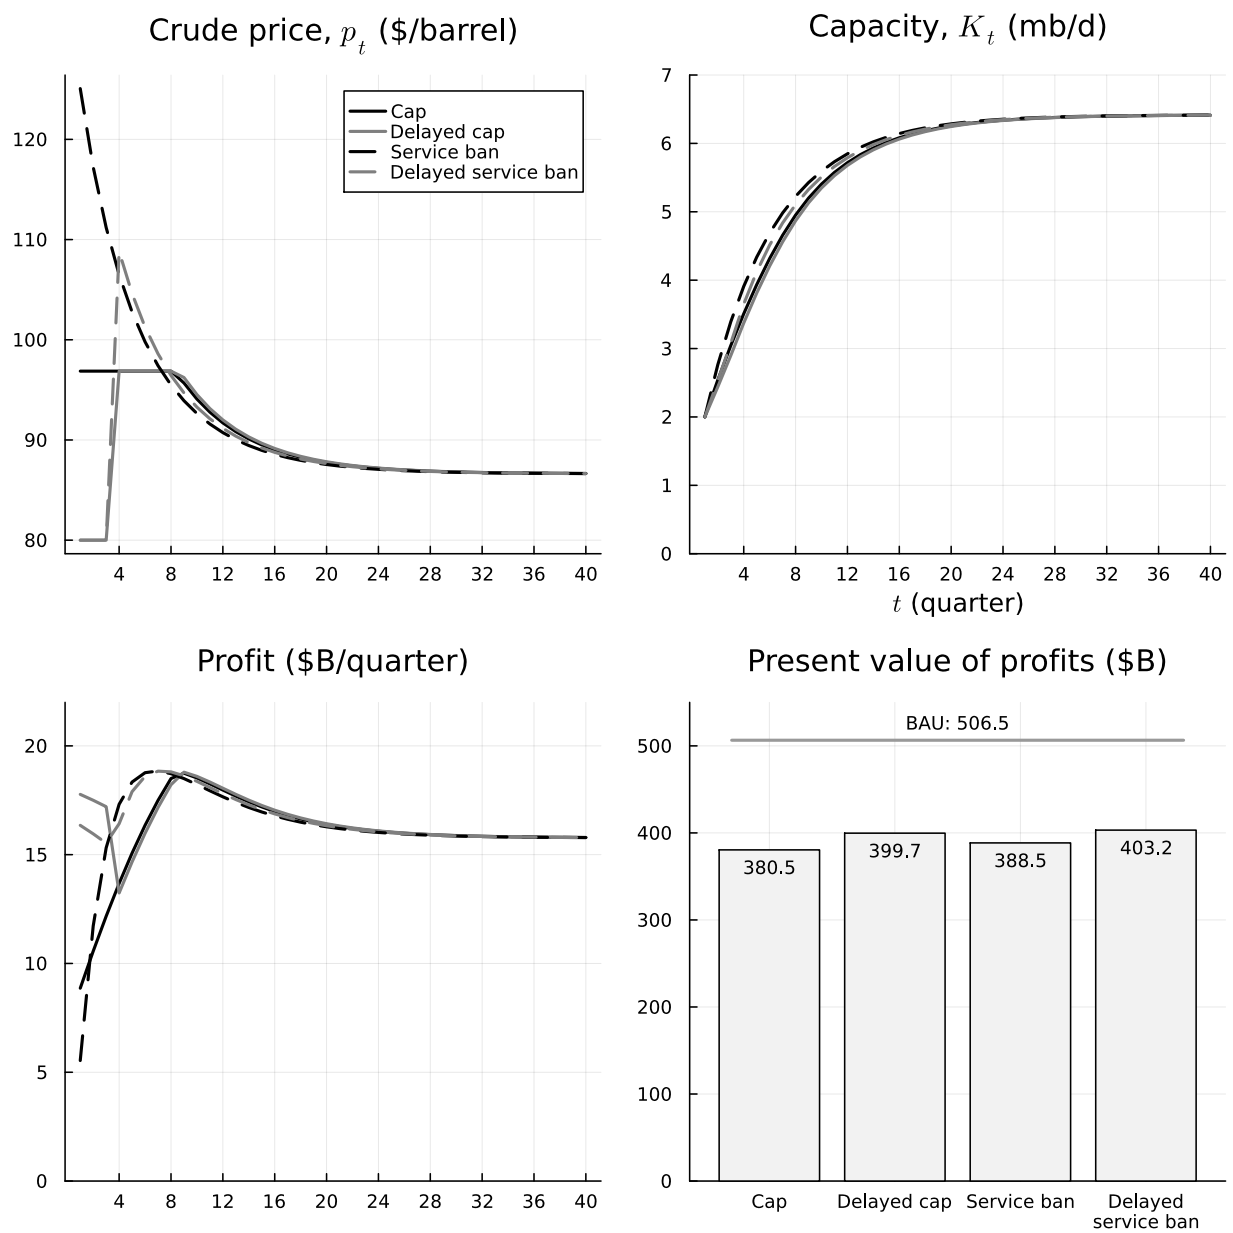 Crude price, p_t ($/barrel)
120
110
100
90
80
4 8 12 16 20 24 28 32 36 40
Cap
Delayed cap
Service ban
Delayed service ban
Capacity, K_t (mb/d)
7
6
5
4
3
2
1
0
4 8 12 16 20 24 28 32 36 40
t (quarter)
Profit ($B/quarter)
20
15
10
5
0
4 8 12 16 20 24 28 32 36 40
Present value of profits ($B)
500
400
300
200
100
0
BAU: 506.5
380.5 399.7 388.5 403.2
Cap Delayed cap Service ban Delayed
service ban